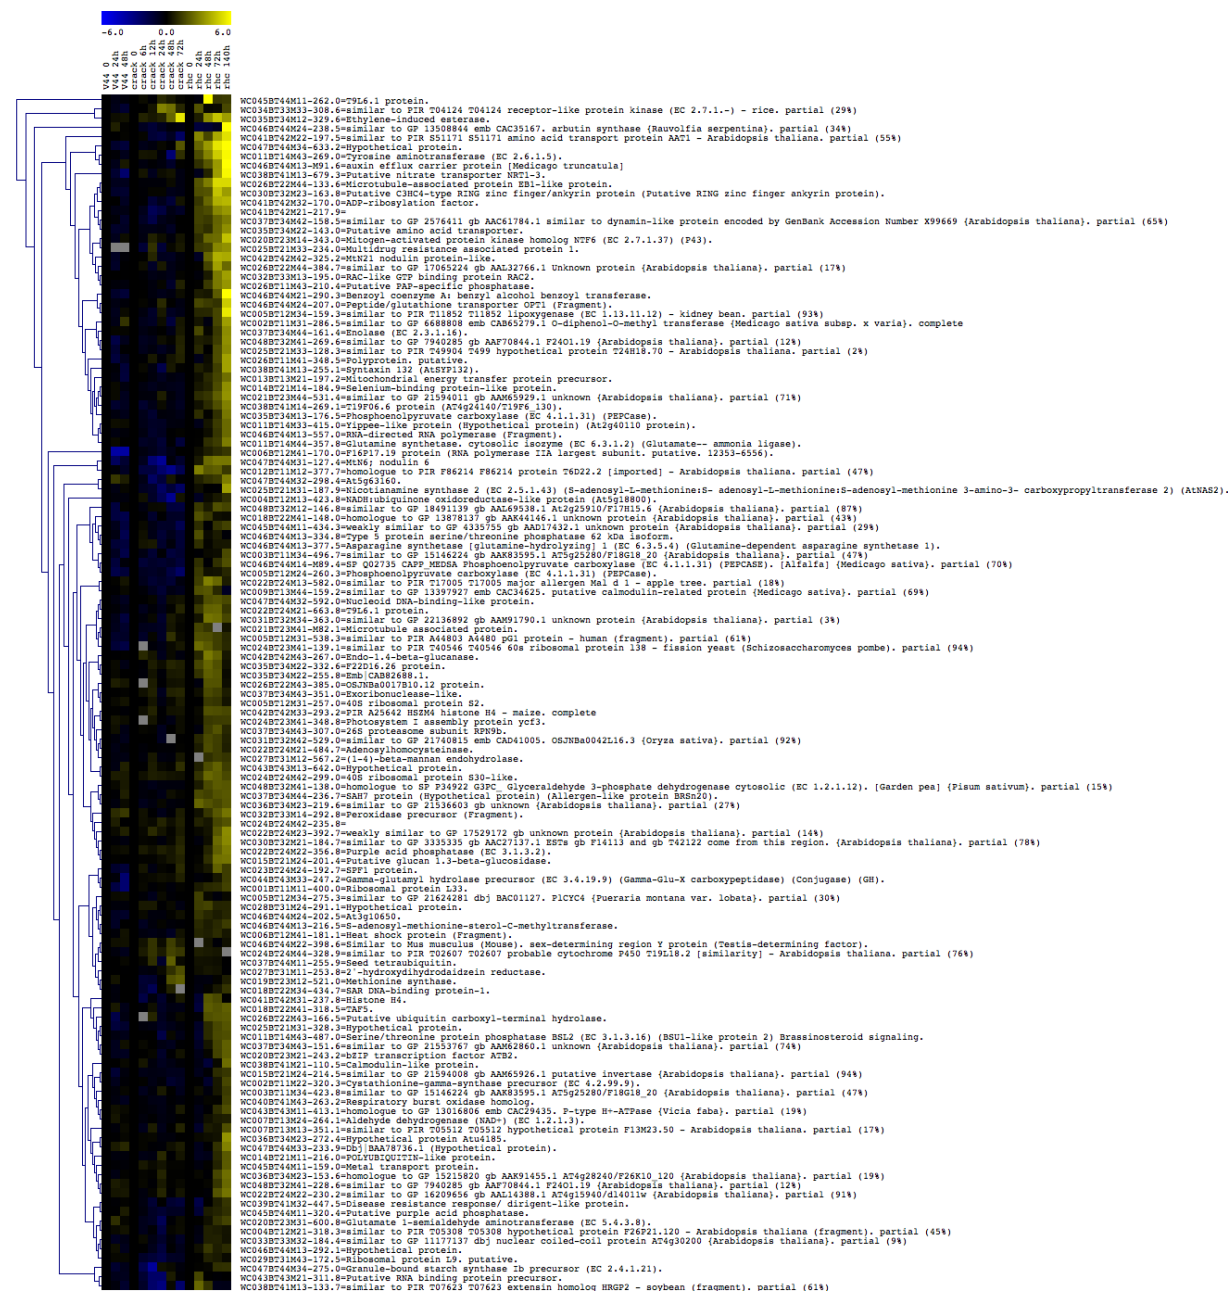 -6.0 0.0 6.0
V44 0
V44 24h
V44 48h
crack 0
crack 6h
crack 12h
crack 24h
crack 48h
crack 72h
rhc 0
rhc 24h
rhc 48h
rhc 72h
rhc 140h
WC045BT44M11-262.0=T9L6.1 protein.
WC034BT33M33-308.6=similar to PIR T04124 T04124 receptor-like protein kinase (EC 2.7.1.-) - rice. partial (29%)
WC035BT34M12-329.6=Ethylene-induced esterase.
WC046BT44M24-238.5=similar to GP 13508844 emb CAC35167. arbutin synthase {Rauvolfia serpentina}. partial (34%)
WC041BT42M22-197.5=similar to PIR S51171 S51171 amino acid transport protein AAT1 - Arabidopsis thaliana. partial (55%)
WC047BT44M34-633.2=Hypothetical protein.
WC011BT14M43-269.0=Tyrosine aminotransferase (EC 2.6.1.5).
WC046BT44M13-M91.6=auxin efflux carrier protein [Medicago truncatula]
WC038BT41M13-679.3=Putative nitrate transporter NRT1-3.
WC026BT22M44-133.6=Microtubule-associated protein EB1-like protein.
WC030BT32M23-163.8=Putative C3HC4-type RING zinc finger/ankyrin protein (Putative RING zinc finger ankyrin protein).
WC041BT42M32-170.0=ADP-ribosylation factor.
WC041BT42M21-217.9=
WC037BT34M42-158.5=similar to GP 2576411 gb AAC61784.1 similar to dynamin-like protein encoded by GenBank Accession Number X99669 {Arabidopsis thaliana}. partial (65%)
WC035BT34M22-143.0=Putative amino acid transporter.
WC020BT23M14-343.0=Mitogen-activated protein kinase homolog NTF6 (EC 2.7.1.37) (P43).
WC025BT21M33-234.0=Multidrug resistance associated protein 1.
WC042BT42M42-325.2=MtN21 nodulin protein-like.
WC026BT22M44-384.7=similar to GP 17065224 gb AAL32766.1 Unknown protein {Arabidopsis thaliana}. partial (17%)
WC032BT33M13-195.0=RAC-like GTP binding protein RAC2.
WC026BT11M43-210.4=Putative PAP-specific phosphatase.
WC046BT44M21-290.3=Benzoyl coenzyme A: benzyl alcohol benzoyl transferase.
WC046BT44M24-207.0=Peptide/glutathione transporter OPT1 (Fragment).
WC005BT12M34-159.3=similar to PIR T11852 T11852 lipoxygenase (EC 1.13.11.12) - kidney bean. partial (93%)
WC002BT11M31-286.5=similar to GP 6688808 emb CAB65279.1 O-diphenol-O-methyl transferase {Medicago sativa subsp. x varia}. complete
WC037BT34M44-161.4=Enolase (EC 2.3.1.16).
WC048BT32M41-269.6=similar to GP 7940285 gb AAF70844.1 F24O1.19 {Arabidopsis thaliana}. partial (12%)
WC025BT21M33-128.3=similar to PIR T49904 T499 hypothetical protein T24H18.70 - Arabidopsis thaliana. partial (2%)
WC026BT11M41-348.5=Polyprotein. putative.
WC038BT41M13-255.1=Syntaxin 132 (AtSYP132).
WC013BT13M21-197.2=Mitochondrial energy transfer protein precursor.
WC014BT21M14-184.9=Selenium-binding protein-like protein.
WC021BT23M44-531.4=similar to GP 21594011 gb AAM65929.1 unknown {Arabidopsis thaliana}. partial (71%)
WC038BT41M14-269.1=T19F06.6 protein (AT4g24140/T19F6_130).
WC035BT34M13-176.5=Phosphoenolpyruvate carboxylase (EC 4.1.1.31) (PEPCase).
WC011BT14M33-415.0=Yippee-like protein (Hypothetical protein) (At2g40110 protein).
WC046BT44M13-557.0=RNA-directed RNA polymerase (Fragment).
WC011BT14M44-357.8=Glutamine synthetase. cytosolic isozyme (EC 6.3.1.2) (Glutamate-- ammonia ligase).
WC006BT12M41-170.0=F16P17.19 protein (RNA polymerase IIA largest subunit. putative. 12353-6556).
WC047BT44M31-127.4=MtN6; nodulin 6
WC012BT11M12-377.7=homologue to PIR F86214 F86214 protein T6D22.2 [imported] - Arabidopsis thaliana. partial (47%)
WC047BT44M32-298.4=At5g63160.
WC025BT21M31-187.9=Nicotianamine synthase 2 (EC 2.5.1.43) (S-adenosyl-L-methionine:S- adenosyl-L-methionine:S-adenosyl-methionine 3-amino-3- carboxypropyltransferase 2) (AtNAS2).
WC004BT12M13-423.8=NADH:ubiquinone oxidoreductase-like protein (At5g18800).
WC048BT32M12-146.8=similar to GP 18491139 gb AAL69538.1 At2g25910/F17H15.6 {Arabidopsis thaliana}. partial (87%)
WC018BT22M41-148.0=homologue to GP 13878137 gb AAK44146.1 unknown protein {Arabidopsis thaliana}. partial (43%)
WC045BT44M11-434.3=weakly similar to GP 4335755 gb AAD17432.1 unknown protein {Arabidopsis thaliana}. partial (29%)
WC046BT44M13-334.8=Type 5 protein serine/threonine phosphatase 62 kDa isoform.
WC046BT44M13-377.5=Asparagine synthetase [glutamine-hydrolyzing] 1 (EC 6.3.5.4) (Glutamine-dependent asparagine synthetase 1).
WC003BT11M34-496.7=similar to GP 15146224 gb AAK83595.1 AT5g25280/F18G18_20 {Arabidopsis thaliana}. partial (47%)
WC046BT44M14-M89.4=SP Q02735 CAPP_MEDSA Phosphoenolpyruvate carboxylase (EC 4.1.1.31) (PEPCASE). [Alfalfa] {Medicago sativa}. partial (70%)
WC005BT12M24-260.3=Phosphoenolpyruvate carboxylase (EC 4.1.1.31) (PEPCase).
WC022BT24M13-582.0=similar to PIR T17005 T17005 major allergen Mal d 1 - apple tree. partial (18%)
WC009BT13M44-159.2=similar to GP 13397927 emb CAC34625. putative calmodulin-related protein {Medicago sativa}. partial (69%)
WC047BT44M32-592.0=Nucleoid DNA-binding-like protein.
WC022BT24M21-663.8=T9L6.1 protein.
WC031BT32M34-363.0=similar to GP 22136892 gb AAM91790.1 unknown {Arabidopsis thaliana}. partial (3%)
WC021BT23M41-M82.1=Microtubule associated protein.
WC005BT12M31-538.3=similar to PIR A44803 A4480 pG1 protein - human (fragment). partial (61%)
WC024BT23M41-139.1=similar to PIR T40546 T40546 60s ribosomal protein l38 - fission yeast (Schizosaccharomyces pombe). partial (94%)
WC042BT42M43-267.0=Endo-1.4-beta-glucanase.
WC035BT34M22-332.6=F22D16.26 protein.
WC035BT34M22-255.8=Emb|CAB82688.1.
WC026BT22M43-385.0=OSJNBa0017B10.12 protein.
WC037BT34M43-351.0=Exoribonuclease-like.
WC005BT12M31-257.0=40S ribosomal protein S2.
WC042BT42M33-293.2=PIR A25642 HSZM4 histone H4 - maize. complete
WC024BT23M41-348.8=Photosystem I assembly protein ycf3.
WC037BT34M43-307.0=26S proteasome subunit RPN9b.
WC031BT32M42-529.0=similar to GP 21740815 emb CAD41005. OSJNBa0042L16.3 {Oryza sativa}. partial (92%)
WC022BT24M21-484.7=Adenosylhomocysteinase.
WC027BT31M12-567.2=(1-4)-beta-mannan endohydrolase.
WC043BT43M13-642.0=Hypothetical protein.
WC024BT24M42-299.0=40S ribosomal protein S30-like.
WC048BT32M41-138.0=homologue to SP P34922 G3PC_ Glyceraldehyde 3-phosphate dehydrogenase cytosolic (EC 1.2.1.12). [Garden pea] {Pisum sativum}. partial (15%)
WC037BT34M44-236.7=SAH7 protein (Hypothetical protein) (Allergen-like protein BRSn20).
WC036BT34M23-219.6=similar to GP 21536603 gb unknown {Arabidopsis thaliana}. partial (27%)
WC032BT33M14-292.8=Peroxidase precursor (Fragment).
WC024BT24M42-235.8=
WC022BT24M23-392.7=weakly similar to GP 17529172 gb unknown protein {Arabidopsis thaliana}. partial (14%)
WC030BT32M21-184.7=similar to GP 3335335 gb AAC27137.1 ESTs gb F14113 and gb T42122 come from this region. {Arabidopsis thaliana}. partial (78%)
WC022BT24M22-356.8=Purple acid phosphatase (EC 3.1.3.2).
WC015BT21M24-201.4=Putative glucan 1.3-beta-glucosidase.
WC023BT24M24-192.7=SPF1 protein.
WC044BT43M33-247.2=Gamma-glutamyl hydrolase precursor (EC 3.4.19.9) (Gamma-Glu-X carboxypeptidase) (Conjugase) (GH).
WC001BT11M11-400.0=Ribosomal protein L33.
WC005BT12M34-275.3=similar to GP 21624281 dbj BAC01127. PlCYC4 {Pueraria montana var. lobata}. partial (30%)
WC028BT31M24-291.1=Hypothetical protein.
WC046BT44M24-202.5=At3g10650.
WC046BT44M13-216.5=S-adenosyl-methionine-sterol-C-methyltransferase.
WC006BT12M41-181.1=Heat shock protein (Fragment).
WC046BT44M22-398.6=Similar to Mus musculus (Mouse). sex-determining region Y protein (Testis-determining factor).
WC024BT24M44-328.9=similar to PIR T02607 T02607 probable cytochrome P450 T19L18.2 [similarity] - Arabidopsis thaliana. partial (76%)
WC037BT44M11-255.9=Seed tetraubiquitin.
WC027BT31M11-253.8=2'-hydroxydihydrodaidzein reductase.
WC019BT23M12-521.0=Methionine synthase.
WC018BT22M34-434.7=SAR DNA-binding protein-1.
WC041BT42M31-237.8=Histone H4.
WC018BT22M41-318.5=TAF5.
WC026BT22M43-166.5=Putative ubiquitin carboxyl-terminal hydrolase.
WC025BT21M31-328.3=Hypothetical protein.
WC011BT14M43-487.0=Serine/threonine protein phosphatase BSL2 (EC 3.1.3.16) (BSU1-like protein 2) Brassinosteroid signaling.
WC037BT34M43-151.6=similar to GP 21553767 gb AAM62860.1 unknown {Arabidopsis thaliana}. partial (74%)
WC020BT23M21-243.2=bZIP transcription factor ATB2.
WC038BT41M21-110.5=Calmodulin-like protein.
WC015BT21M24-214.5=similar to GP 21594008 gb AAM65926.1 putative invertase {Arabidopsis thaliana}. partial (94%)
WC002BT11M22-320.3=Cystathionine-gamma-synthase precursor (EC 4.2.99.9).
WC003BT11M34-423.8=similar to GP 15146224 gb AAK83595.1 AT5g25280/F18G18_20 {Arabidopsis thaliana}. partial (47%)
WC040BT41M43-263.2=Respiratory burst oxidase homolog.
WC043BT43M11-413.1=homologue to GP 13016806 emb CAC29435. P-type H+-ATPase {Vicia faba}. partial (19%)
WC007BT13M24-264.1=Aldehyde dehydrogenase (NAD+) (EC 1.2.1.3).
WC007BT13M13-351.1=similar to PIR T05512 T05512 hypothetical protein F13M23.50 - Arabidopsis thaliana. partial (17%)
WC036BT34M23-272.4=Hypothetical protein Atu4185.
WC047BT44M33-233.9=Dbj|BAA78736.1 (Hypothetical protein).
WC014BT21M11-216.0=POLYUBIQUITIN-like protein.
WC045BT44M11-159.0=Metal transport protein.
WC036BT34M23-153.6=homologue to GP 15215820 gb AAK91455.1 AT4g28240/F26K10_120 {Arabidopsis thaliana}. partial (19%)
WC048BT32M41-228.6=similar to GP 7940285 gb AAF70844.1 F24O1.19 {Arabidopsis thaliana}. partial (12%)
WC022BT24M22-230.2=similar to GP 16209656 gb AAL14388.1 AT4g15940/dl4011w {Arabidopsis thaliana}. partial (91%)
WC039BT41M32-447.5=Disease resistance response/ dirigent-like protein.
WC045BT44M11-320.4=Putative purple acid phosphatase.
WC020BT23M31-600.8=Glutamate 1-semialdehyde aminotransferase (EC 5.4.3.8).
WC004BT12M21-318.3=similar to PIR T05308 T05308 hypothetical protein F26P21.120 - Arabidopsis thaliana (fragment). partial (45%)
WC033BT33M32-184.4=similar to GP 11177137 dbj nuclear coiled-coil protein AT4g30200 {Arabidopsis thaliana}. partial (9%)
WC046BT44M13-292.1=Hypothetical protein.
WC029BT31M43-172.5=Ribosomal protein L9. putative.
WC047BT44M34-275.0=Granule-bound starch synthase Ib precursor (EC 2.4.1.21).
WC043BT43M21-311.8=Putative RNA binding protein precursor.
WC038BT41M13-133.7=similar to PIR T07623 T07623 extensin homolog HRGP2 - soybean (fragment). partial (61%)